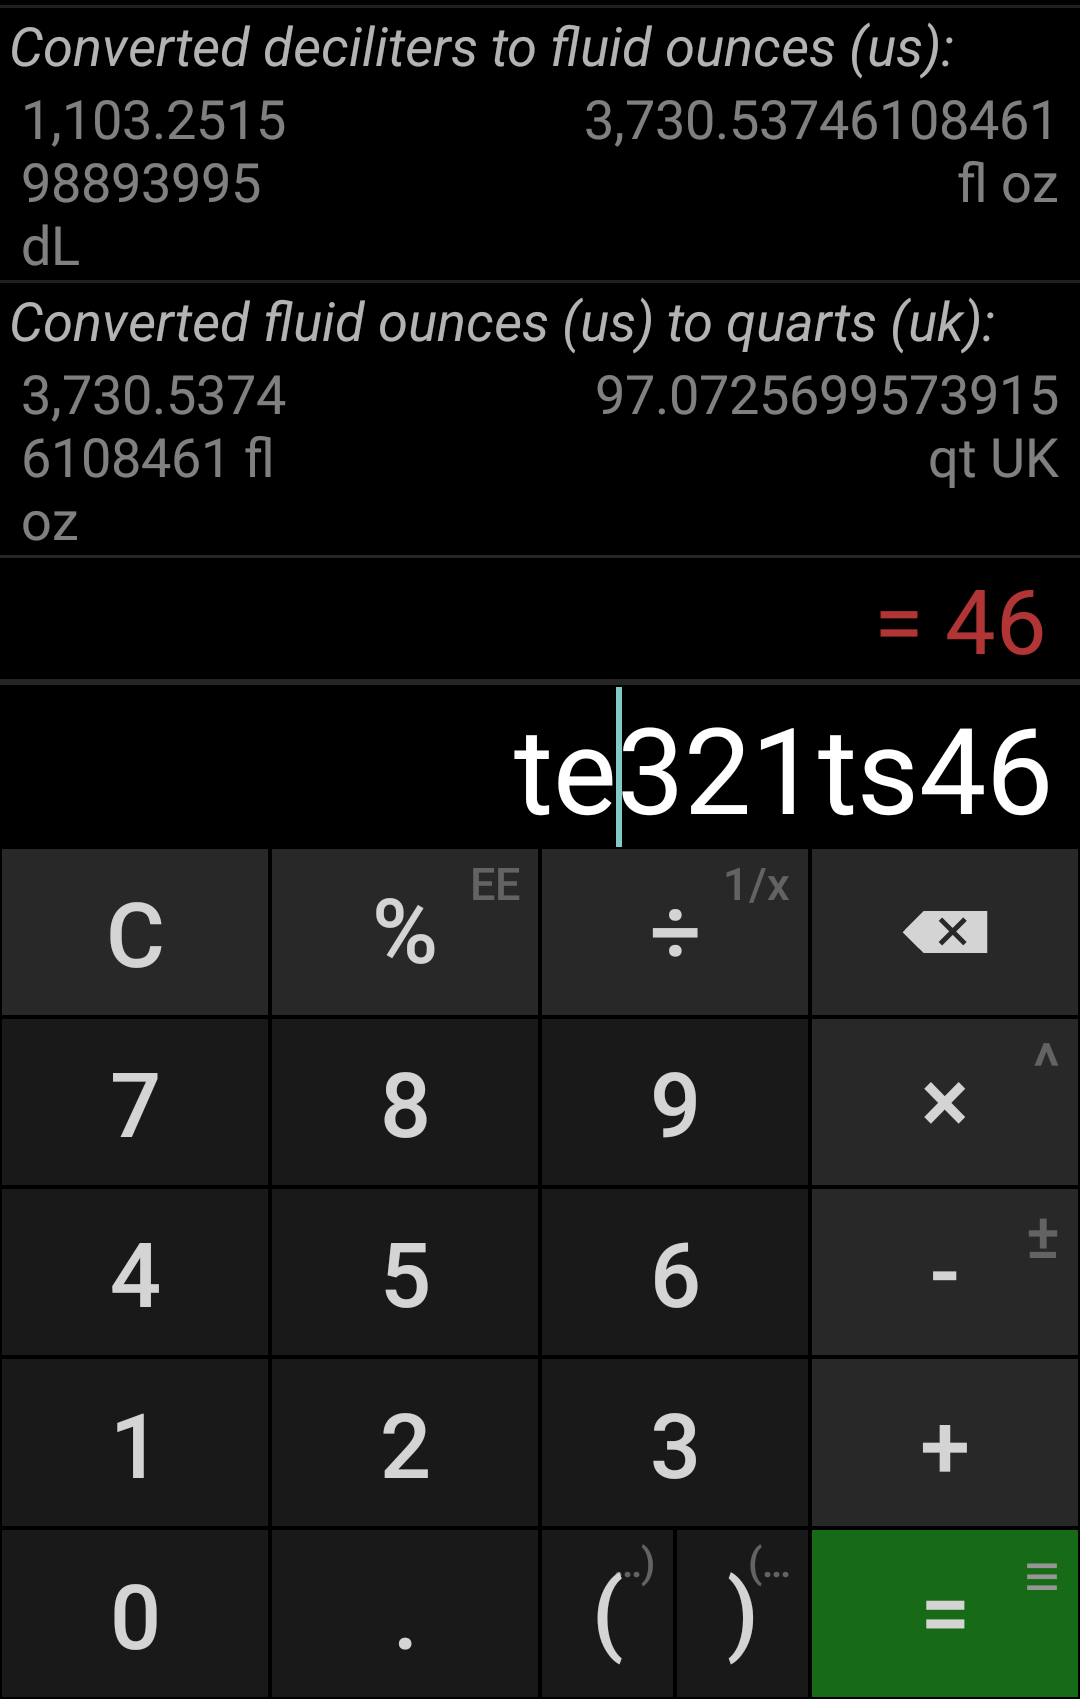 Converted deciliters to fluid ounces (us):
1,103.2515 3,730.53746108461
98893995 fl oz
dL
Converted fluid ounces (us) to quarts (uk):
3,730.5374 97.0725699573915
6108461 fl qt UK
oz
= 46
te321ts46
C % EE ÷ 1/x
7 8 9 × ^
4 5 6 - ±
1 2 3 +
0 . ( ..) ) (... = ≡